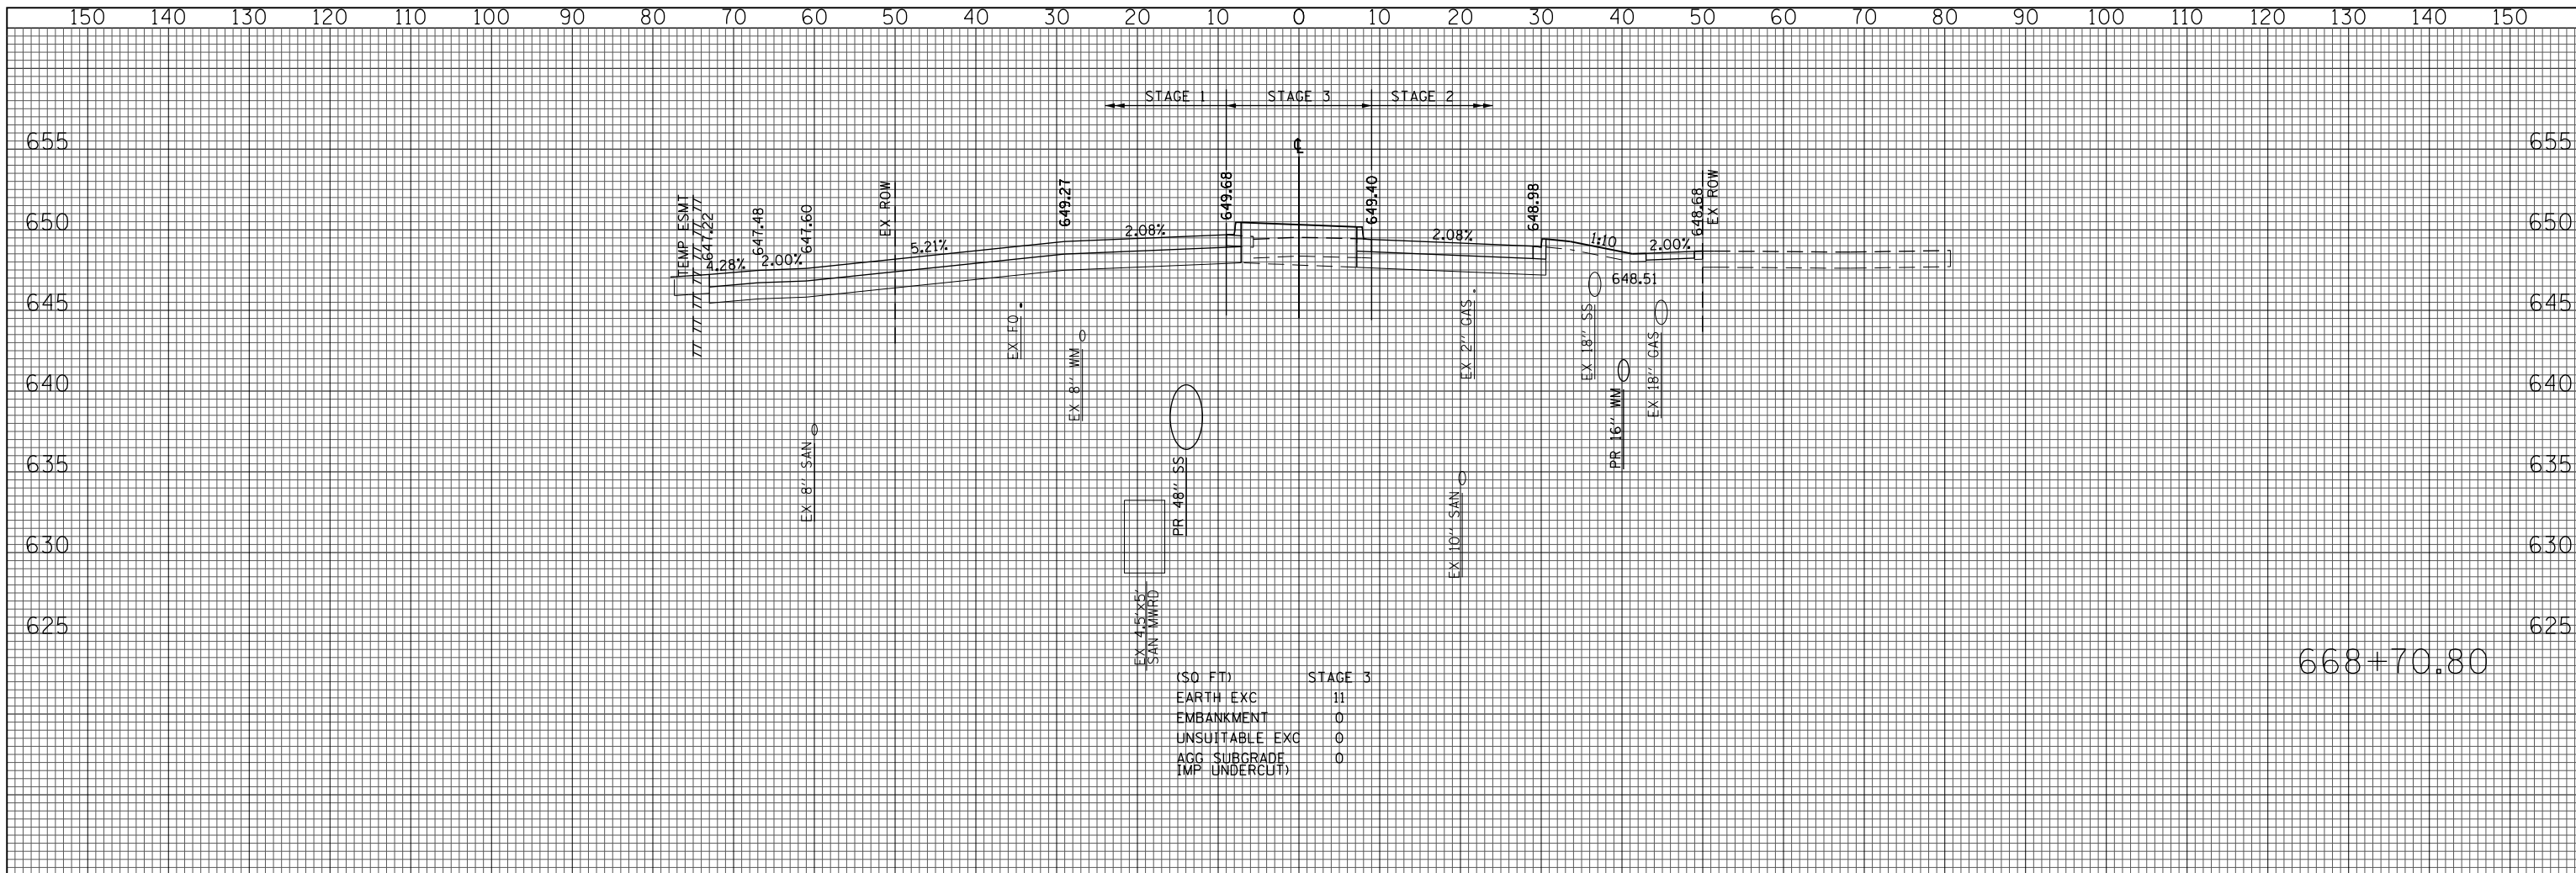 150 140 130 120 110 100 90 80 70 60 50 40 30 20 10 0 10 20 30 40 50 60 70 80 90 100 110 120 130 140 150
STAGE 1 STAGE 3 STAGE 2
655 655
℄
650 650
TEMP ESMT
647.22
647.48
647.60
EX ROW
649.27
649.68
649.40
648.98
648.68
EX ROW
4.28% 2.00% 5.21% 2.08% 2.08% 1:10 2.00%
648.51
645 645
EX FO
EX 8'' WM
EX 2'' GAS
EX 18'' SS
EX 18'' GAS
640 640
PR 16'' WM
EX 8'' SAN
635 635
PR 48'' SS
EX 10'' SAN
630 630
EX 4.5'x5'
SAN MWRD
625 625
668+70.80
(SQ FT) STAGE 3
EARTH EXC 11
EMBANKMENT 0
UNSUITABLE EXC 0
AGG SUBGRADE 0
IMP UNDERCUT)